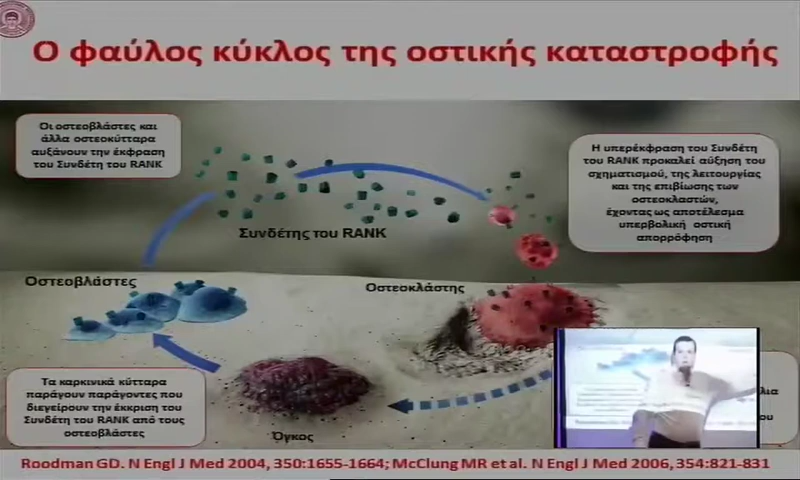 Ο φαύλος κύκλος της οστικής καταστροφής
Οι οστεοβλάστες και
άλλα οστεοκύτταρα
αυξάνουν την έκφραση
του Συνδέτη του RANK
Η υπερέκφραση του Συνδέτη
του RANK προκαλεί αύξηση του
σχηματισμού, της λειτουργίας
και της επιβίωσης των
οστεοκλαστών,
έχοντας ως αποτέλεσμα
υπερβολική οστική
απορρόφηση
Συνδέτης του RANK
Οστεοβλάστες
Οστεοκλάστης
Τα καρκινικά κύτταρα
παράγουν παράγοντες που
διεγείρουν την έκκριση του
Συνδέτη του RANK από τους
οστεοβλάστες
Όγκος
Roodman GD. N Engl J Med 2004, 350:1655-1664; McClung MR et al. N Engl J Med 2006, 354:821-831